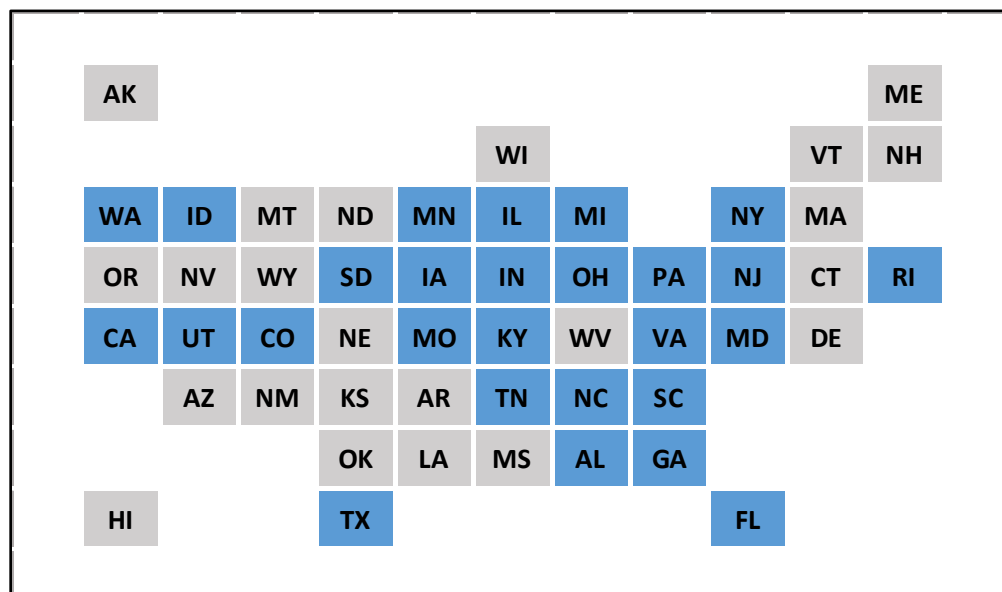 AK ME
WI VT NH
WA ID MT ND MN IL MI NY MA
OR NV WY SD IA IN OH PA NJ CT RI
CA UT CO NE MO KY WV VA MD DE
AZ NM KS AR TN NC SC
OK LA MS AL GA
HI TX FL